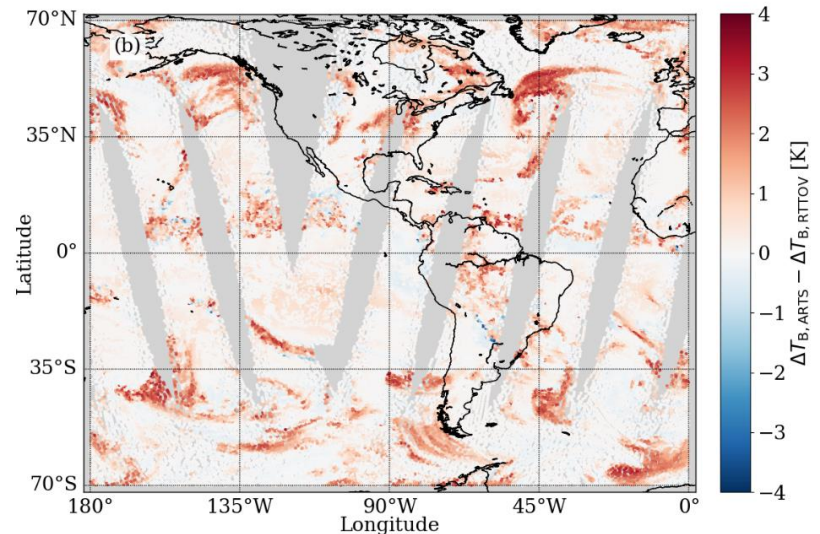 (b)
70°N
35°N
0°
35°S
70°S
Latitude
180°
135°W
90°W
45°W
0°
Longitude
4
3
2
1
0
−1
−2
−3
−4
ΔT_B,ARTS − ΔT_B,RTTOV [K]